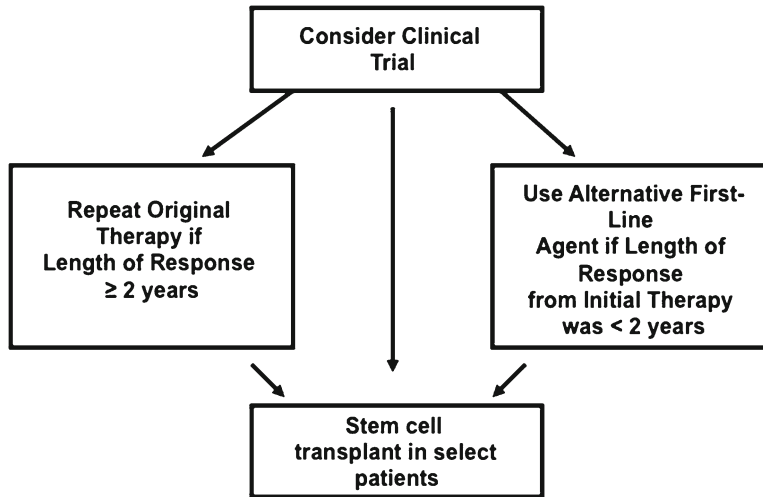 Consider Clinical
Trial
Repeat Original
Therapy if
Length of Response
≥ 2 years
Use Alternative First-
Line
Agent if Length of
Response
from Initial Therapy
was < 2 years
Stem cell
transplant in select
patients